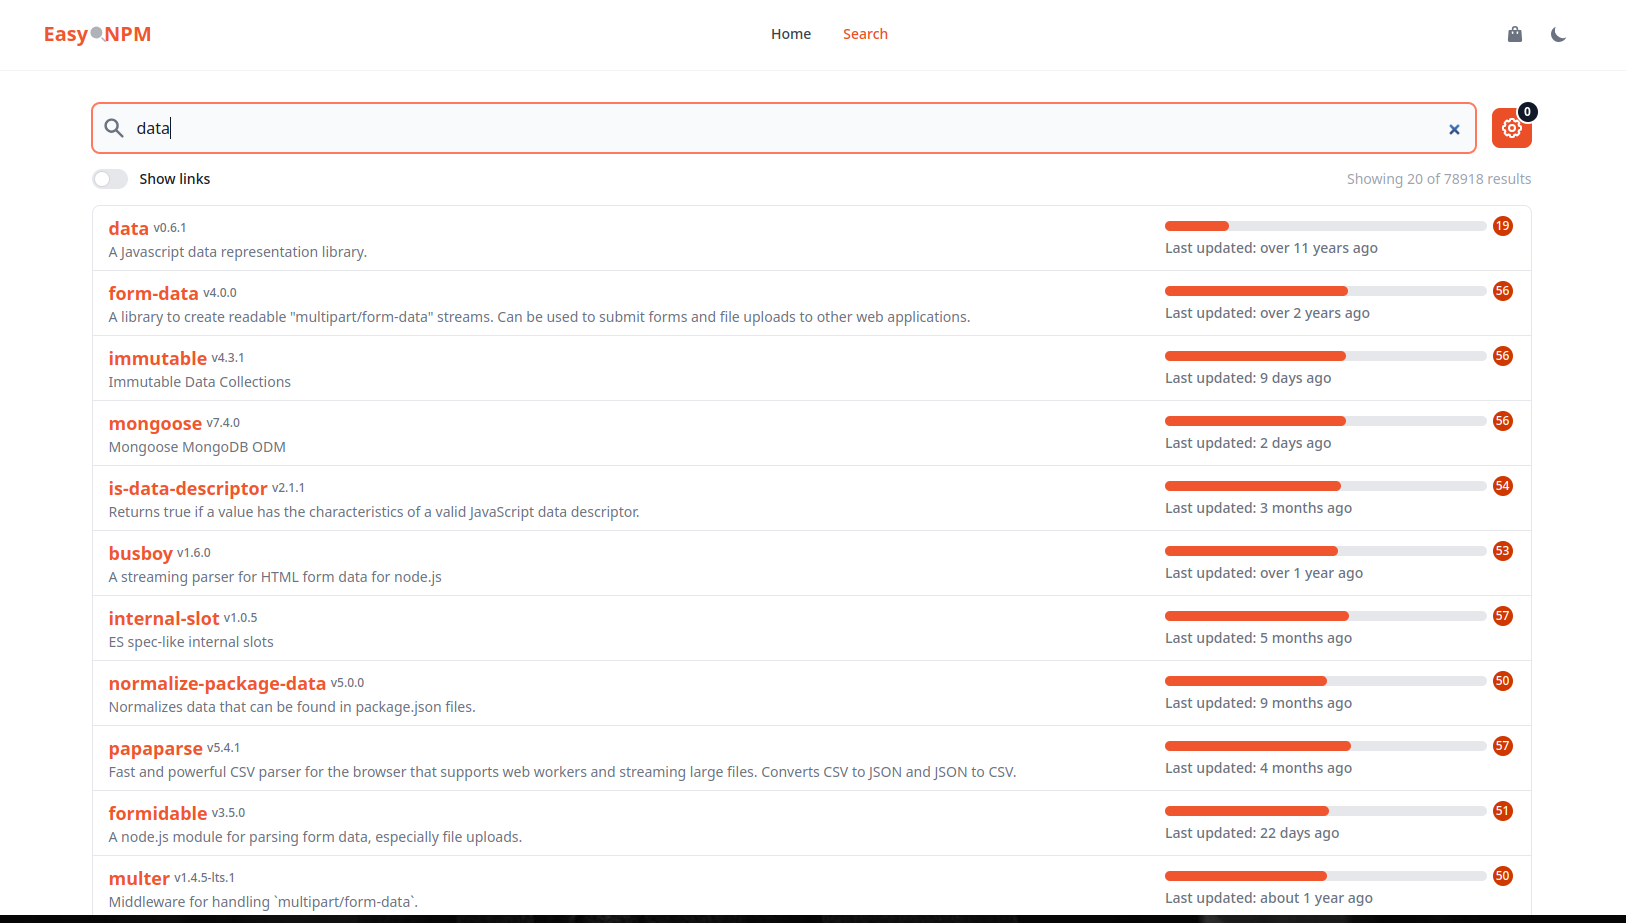 Easy NPM
Home Search
data
0
Show links
Showing 20 of 78918 results
data v0.6.1
19
A Javascript data representation library.
Last updated: over 11 years ago
form-data v4.0.0
56
A library to create readable "multipart/form-data" streams. Can be used to submit forms and file uploads to other web applications.
Last updated: over 2 years ago
immutable v4.3.1
56
Immutable Data Collections
Last updated: 9 days ago
mongoose v7.4.0
56
Mongoose MongoDB ODM
Last updated: 2 days ago
is-data-descriptor v2.1.1
54
Returns true if a value has the characteristics of a valid JavaScript data descriptor.
Last updated: 3 months ago
busboy v1.6.0
53
A streaming parser for HTML form data for node.js
Last updated: over 1 year ago
internal-slot v1.0.5
57
ES spec-like internal slots
Last updated: 5 months ago
normalize-package-data v5.0.0
50
Normalizes data that can be found in package.json files.
Last updated: 9 months ago
papaparse v5.4.1
57
Fast and powerful CSV parser for the browser that supports web workers and streaming large files. Converts CSV to JSON and JSON to CSV.
Last updated: 4 months ago
formidable v3.5.0
51
A node.js module for parsing form data, especially file uploads.
Last updated: 22 days ago
multer v1.4.5-lts.1
50
Middleware for handling `multipart/form-data`.
Last updated: about 1 year ago